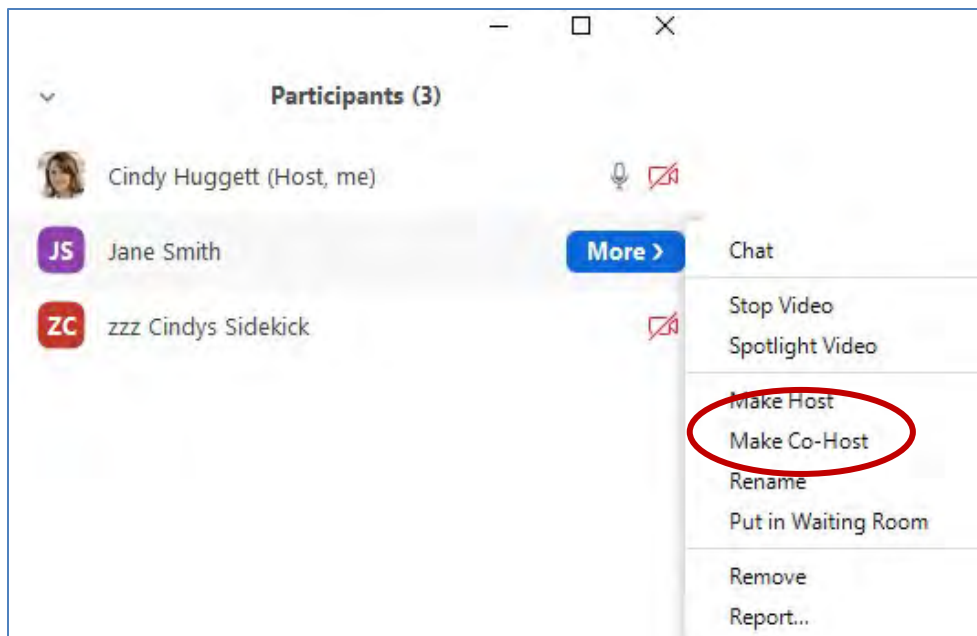 Participants (3)
Cindy Huggett (Host, me)
JS Jane Smith More >
ZC zzz Cindys Sidekick
Chat
Stop Video
Spotlight Video
Make Host
Make Co-Host
Rename
Put in Waiting Room
Remove
Report...